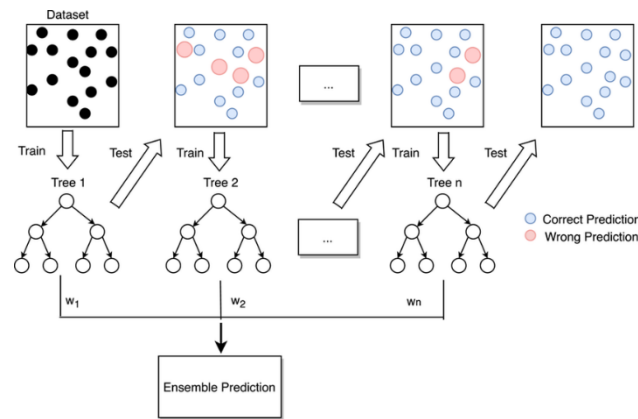 Dataset
...
Train
Test
Train
Test
Train
Test
Tree 1
Tree 2
Tree n
...
Correct Prediction
Wrong Prediction
w1
w2
wn
Ensemble Prediction